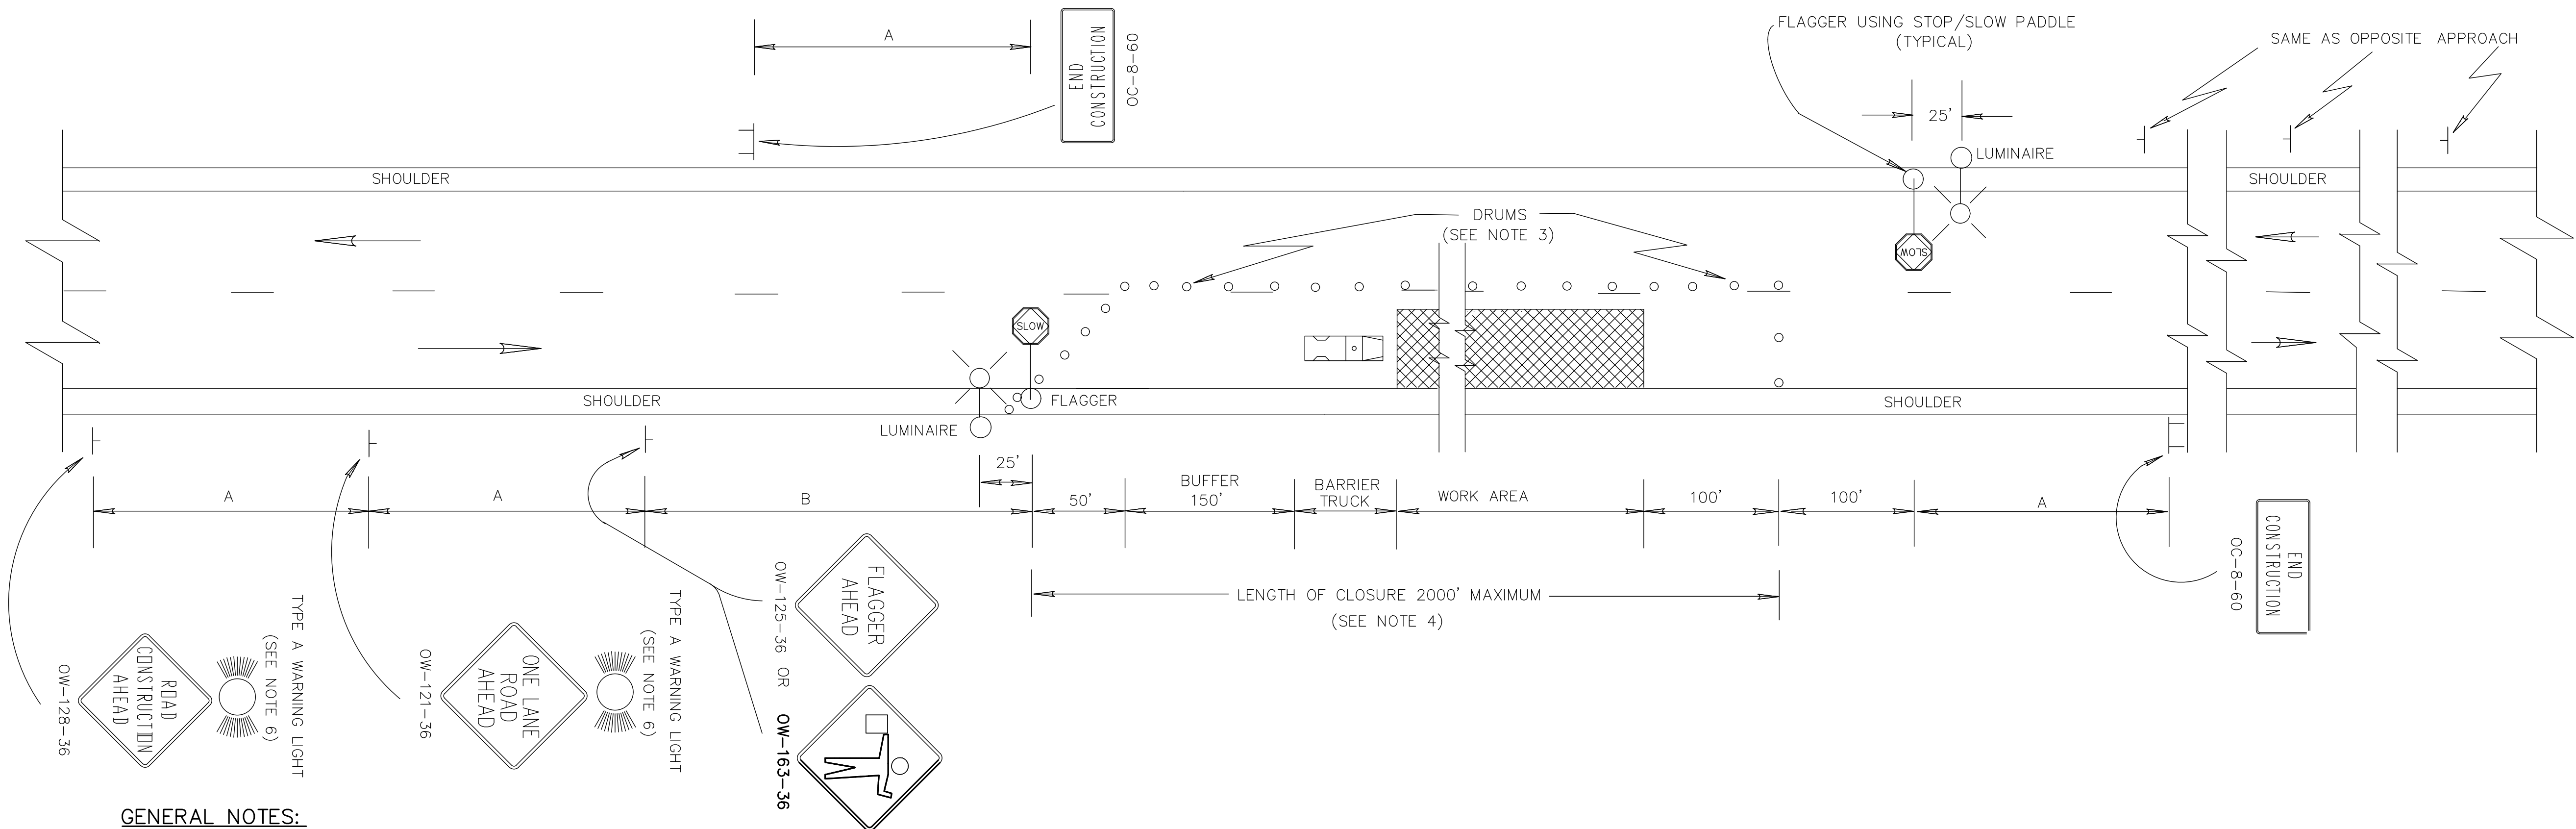 A
END
CONSTRUCTION
OC-8-60
FLAGGER USING STOP/SLOW PADDLE
(TYPICAL)
SAME AS OPPOSITE APPROACH
25'
LUMINAIRE
SHOULDER
SHOULDER
DRUMS
(SEE NOTE 3)
SLOW
SLOW
SHOULDER
FLAGGER
SHOULDER
LUMINAIRE
25'
A
A
B
50'
BUFFER
150'
BARRIER
TRUCK
WORK AREA
100'
100'
A
END
CONSTRUCTION
OC-8-60
LENGTH OF CLOSURE 2000' MAXIMUM
(SEE NOTE 4)
FLAGGER
AHEAD
OW-125-36 OR OW-163-36
TYPE A WARNING LIGHT
(SEE NOTE 6)
ONE LANE
ROAD
AHEAD
OW-121-36
TYPE A WARNING LIGHT
(SEE NOTE 6)
ROAD
CONSTRUCTION
AHEAD
OW-128-36
GENERAL NOTES: